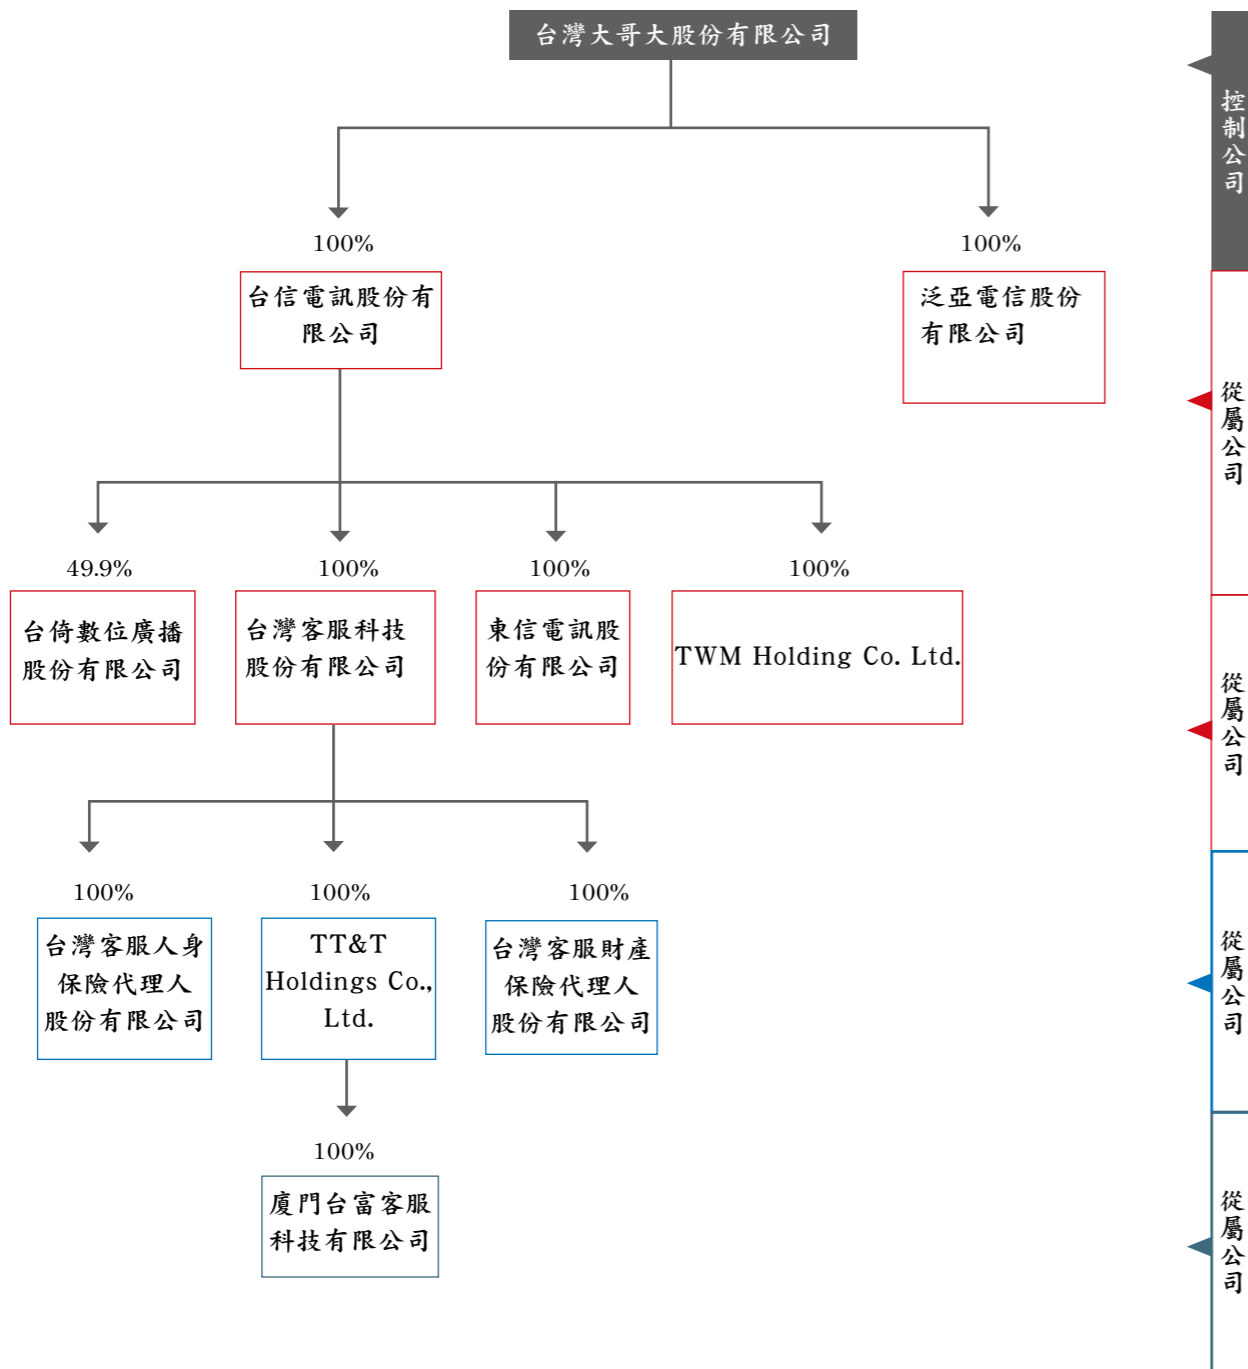 台灣大哥大股份有限公司
控制公司
100%
100%
台信電訊股份有
限公司
泛亞電信股份
有限公司
從屬公司
49.9%
100%
100%
100%
台倚數位廣播
股份有限公司
台灣客服科技
股份有限公司
東信電訊股
份有限公司
TWM Holding Co. Ltd.
從屬公司
100%
100%
100%
台灣客服人身
保險代理人
股份有限公司
TT&T
Holdings Co.,
Ltd.
台灣客服財產
保險代理人
股份有限公司
從屬公司
100%
廈門台富客服
科技有限公司
從屬公司